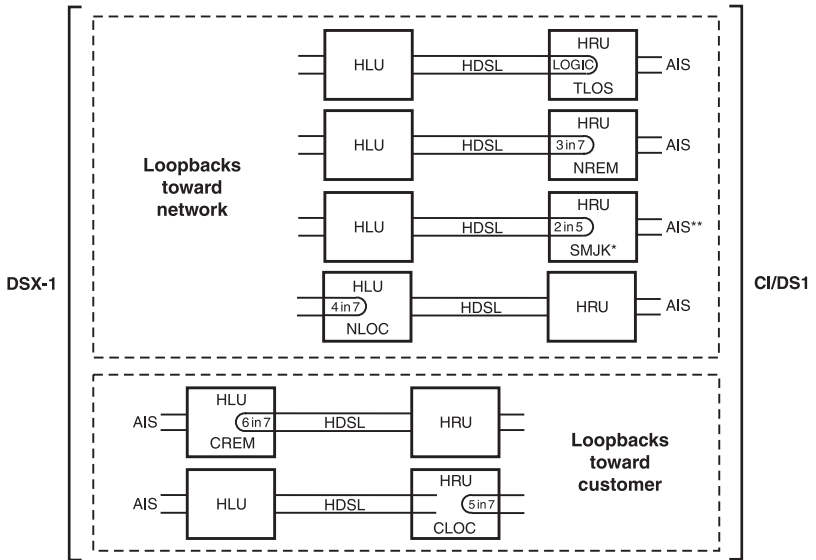 HRU
HLU HDSL LOGIC AIS
TLOS
HRU
HLU HDSL 3 in 7 AIS
NREM
Loopbacks
toward
network
HRU
HLU HDSL 2 in 5 AIS**
SMJK*
DSX-1
CI/DS1
HLU
4 in 7 HDSL HRU AIS
NLOC
HLU
AIS 6 in 7 HDSL HRU
CREM
Loopbacks
toward
customer
HRU
AIS HLU HDSL 5 in 7
CLOC